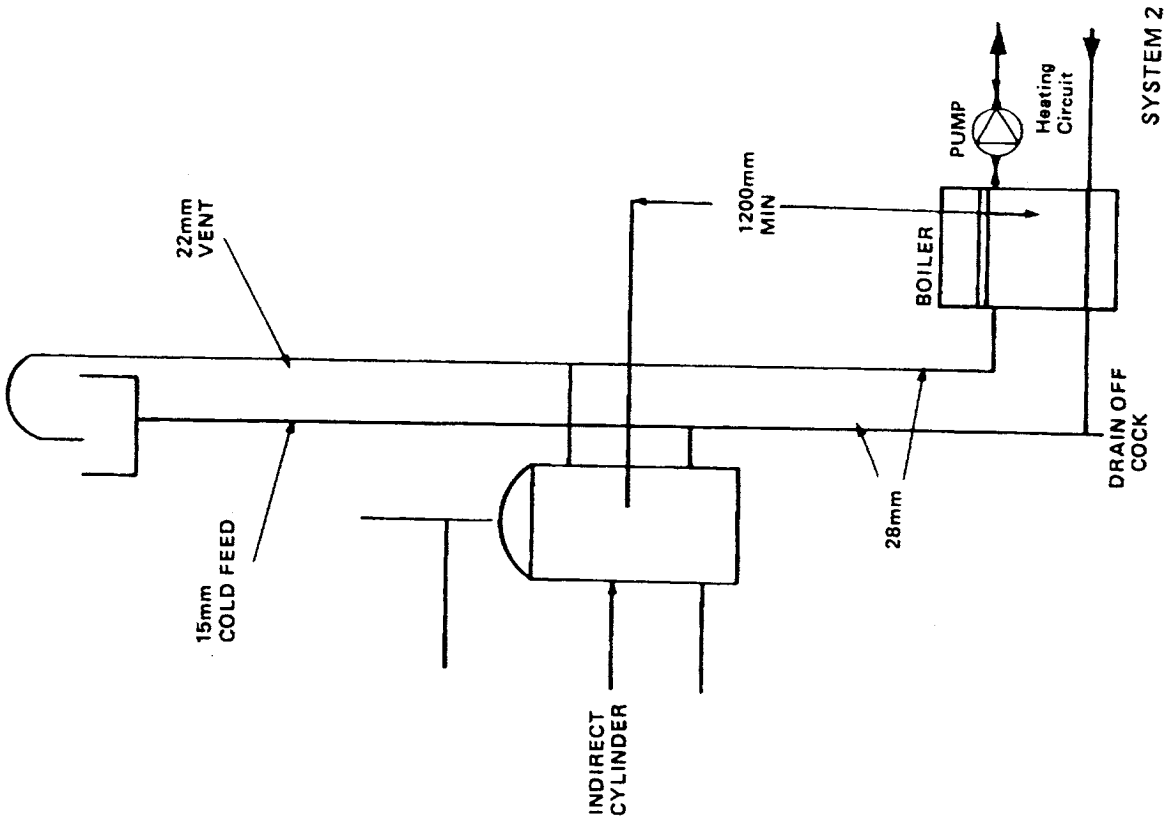 22mm
VENT
15mm
COLD FEED
1200mm
MIN
INDIRECT
CYLINDER
28mm
BOILER
PUMP
Heating
Circuit
DRAIN OFF
COCK
SYSTEM 2